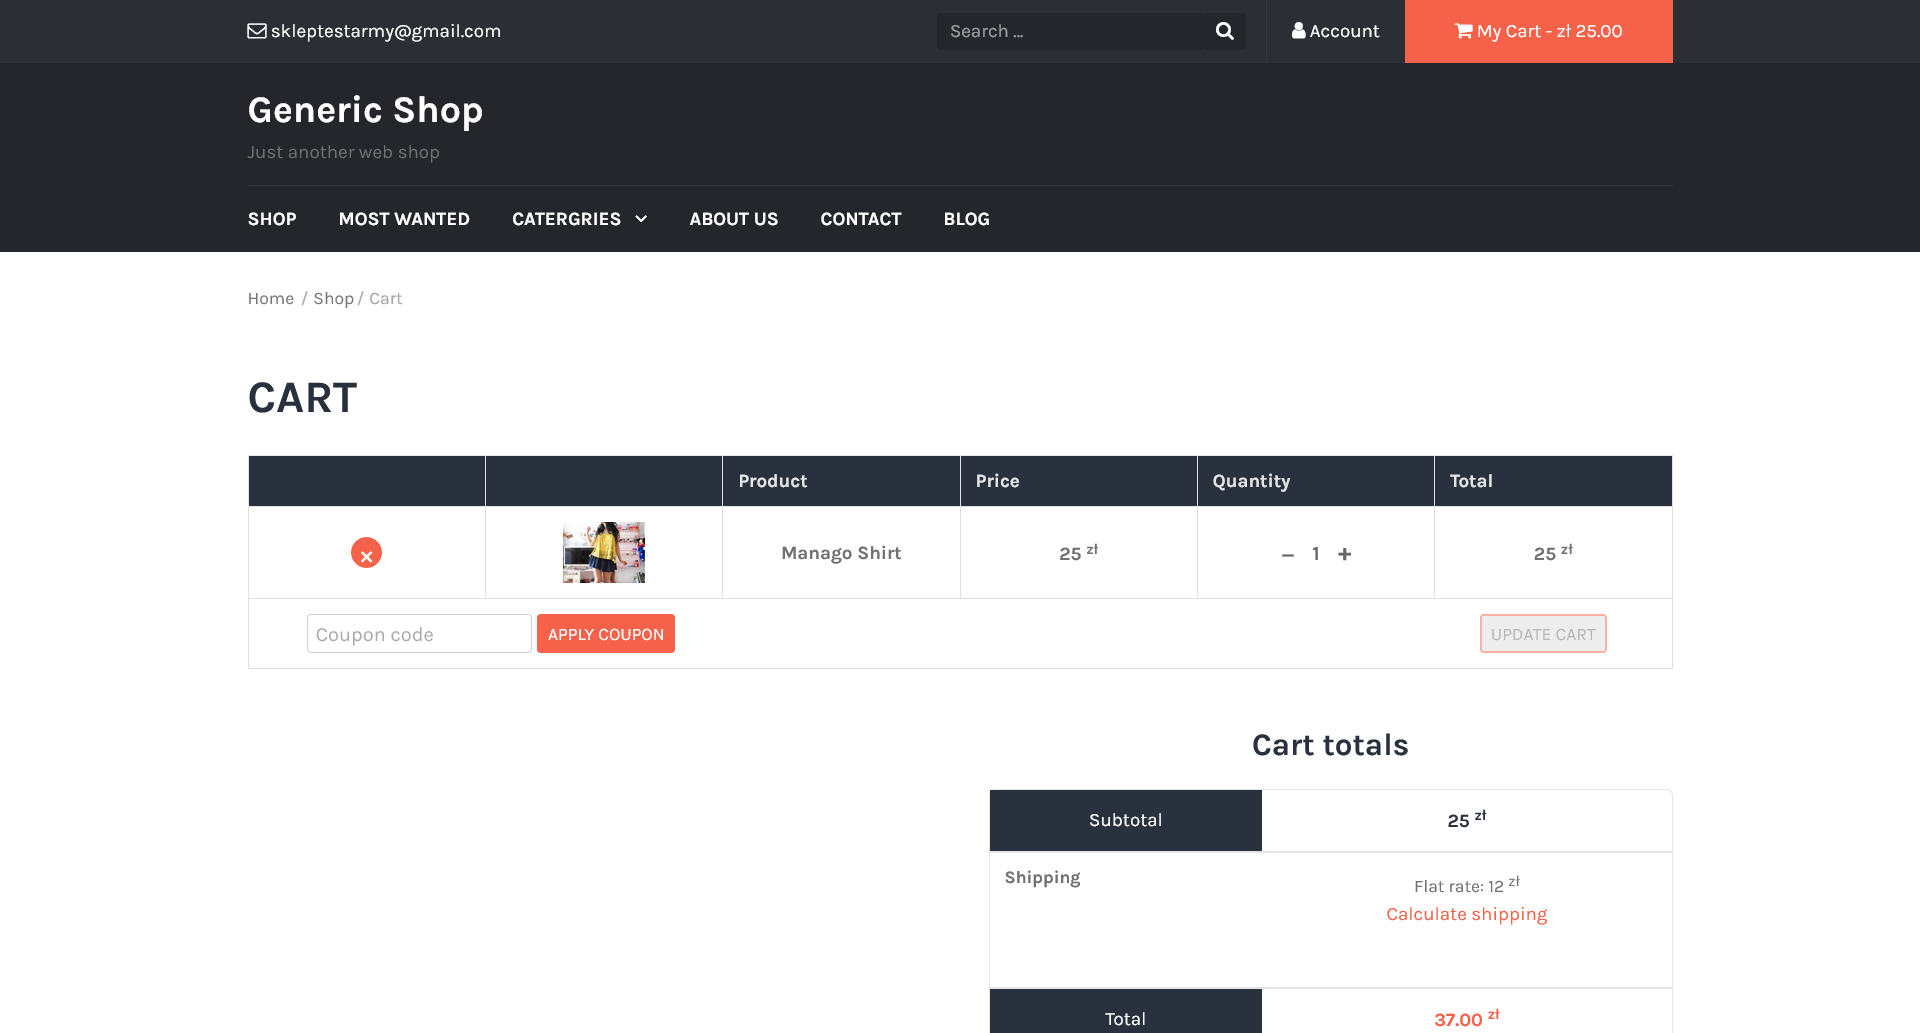 skleptestarmy@gmail.com
Search ...
Account
My Cart - zł 25.00
Generic Shop
Just another web shop
SHOP MOST WANTED CATERGRIES ABOUT US CONTACT BLOG
Home / Shop / Cart
CART
Product Price Quantity Total
Manago Shirt 25 zł – 1 + 25 zł
Coupon code APPLY COUPON UPDATE CART
Cart totals
Subtotal 25 zł
Shipping Flat rate: 12 zł
Calculate shipping
Total 37.00 zł